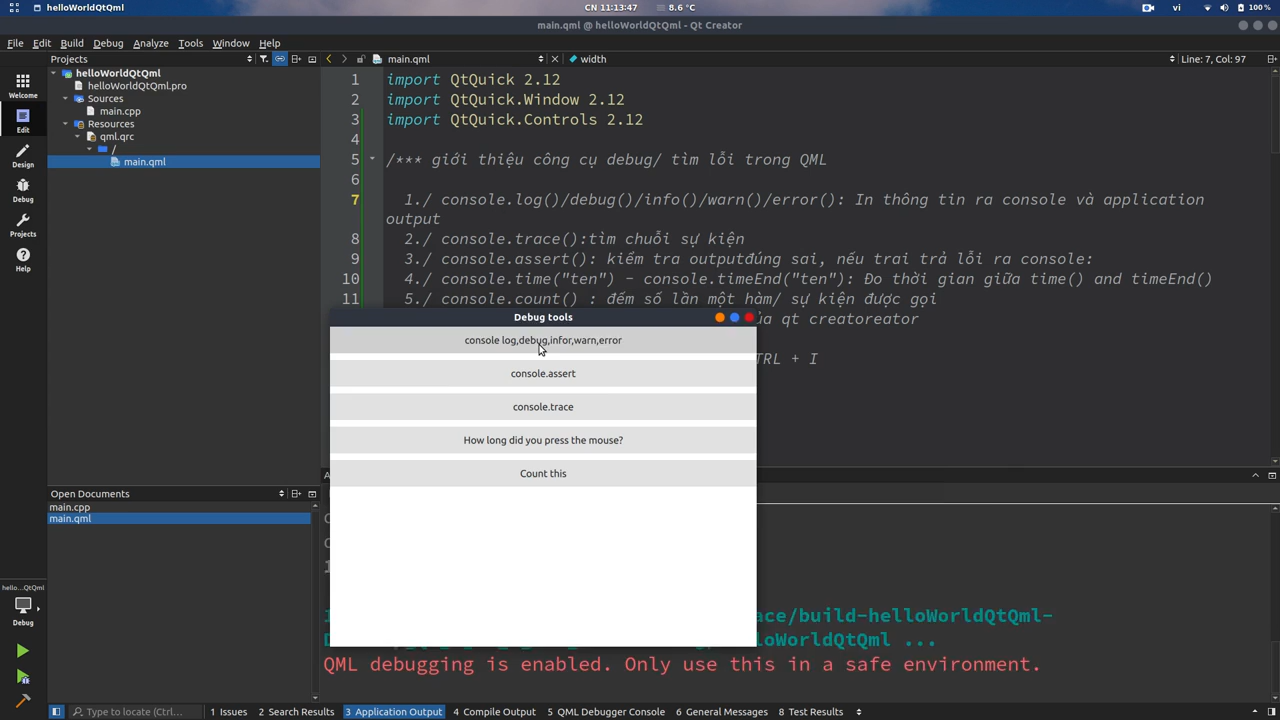 helloWorldQtQml
CN 11:13:47
8.6 °C
vi
100 %
main.qml @ helloWorldQtQml - Qt Creator
File Edit Build Debug Analyze Tools Window Help
Projects
main.qml
width
Line: 7, Col: 97
helloWorldQtQml
helloWorldQtQml.pro
Sources
main.cpp
Resources
qml.qrc
/
main.qml
Welcome
Edit
Design
Debug
Projects
Help
1 import QtQuick 2.12
2 import QtQuick.Window 2.12
3 import QtQuick.Controls 2.12
4
5 /*** giới thiệu công cụ debug/ tìm lỗi trong QML
6
7 1./ console.log()/debug()/info()/warn()/error(): In thông tin ra console và application
output
8 2./ console.trace():tìm chuỗi sự kiện
9 3./ console.assert(): kiểm tra outputđúng sai, nếu trai trả lỗi ra console:
10 4./ console.time("ten") - console.timeEnd("ten"): Đo thời gian giữa time() and timeEnd()
11 5./ console.count() : đếm số lần một hàm/ sự kiện được gọi
của qt creatoreator
CTRL + I
Debug tools
console log,debug,infor,warn,error
console.assert
console.trace
How long did you press the mouse?
Count this
Open Documents
main.cpp
main.qml
ace/build-helloWorldQtQml-
loWorldQtQml ...
QML debugging is enabled. Only use this in a safe environment.
hello...QtQml
Debug
Type to locate (CT
1 Issues
2 Search Results
3 Application Output
4 Compile Output
5 QML Debugger Console
6 General Messages
8 Test Results